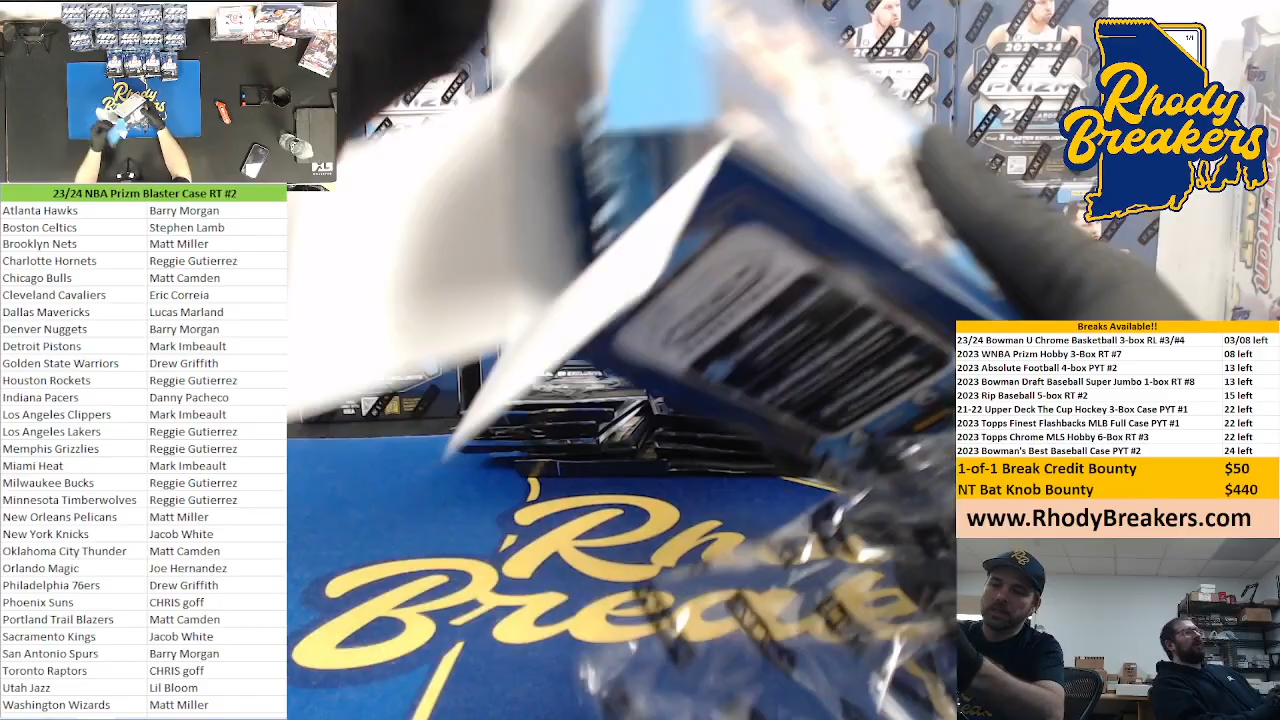 23/24 NBA Prizm Blaster Case RT #2
Atlanta Hawks Barry Morgan
Boston Celtics Stephen Lamb
Brooklyn Nets Matt Miller
Charlotte Hornets Reggie Gutierrez
Chicago Bulls Matt Camden
Cleveland Cavaliers Eric Correia
Dallas Mavericks Lucas Marland
Denver Nuggets Barry Morgan
Detroit Pistons Mark Imbeault
Golden State Warriors Drew Griffith
Houston Rockets Reggie Gutierrez
Indiana Pacers Danny Pacheco
Los Angeles Clippers Mark Imbeault
Los Angeles Lakers Reggie Gutierrez
Memphis Grizzlies Reggie Gutierrez
Miami Heat Mark Imbeault
Milwaukee Bucks Reggie Gutierrez
Minnesota Timberwolves Reggie Gutierrez
New Orleans Pelicans Matt Miller
New York Knicks Jacob White
Oklahoma City Thunder Matt Camden
Orlando Magic Joe Hernandez
Philadelphia 76ers Drew Griffith
Phoenix Suns CHRIS goff
Portland Trail Blazers Matt Camden
Sacramento Kings Jacob White
San Antonio Spurs Barry Morgan
Toronto Raptors CHRIS goff
Utah Jazz Lil Bloom
Washington Wizards Matt Miller
2023-24
PRIZM
1/1
Rhody
Breakers
Breaks Available!!
23/24 Bowman U Chrome Basketball 3-box RL #3/#4 03/08 left
2023 WNBA Prizm Hobby 3-Box RT #7 08 left
2023 Absolute Football 4-box PYT #2 13 left
2023 Bowman Draft Baseball Super Jumbo 1-box RT #8 13 left
2023 Rip Baseball 5-box RT #2 15 left
21-22 Upper Deck The Cup Hockey 3-Box Case PYT #1 22 left
2023 Topps Finest Flashbacks MLB Full Case PYT #1 22 left
2023 Topps Chrome MLS Hobby 6-Box RT #3 22 left
2023 Bowman's Best Baseball Case PYT #2 24 left
1-of-1 Break Credit Bounty $50
NT Bat Knob Bounty $440
www.RhodyBreakers.com